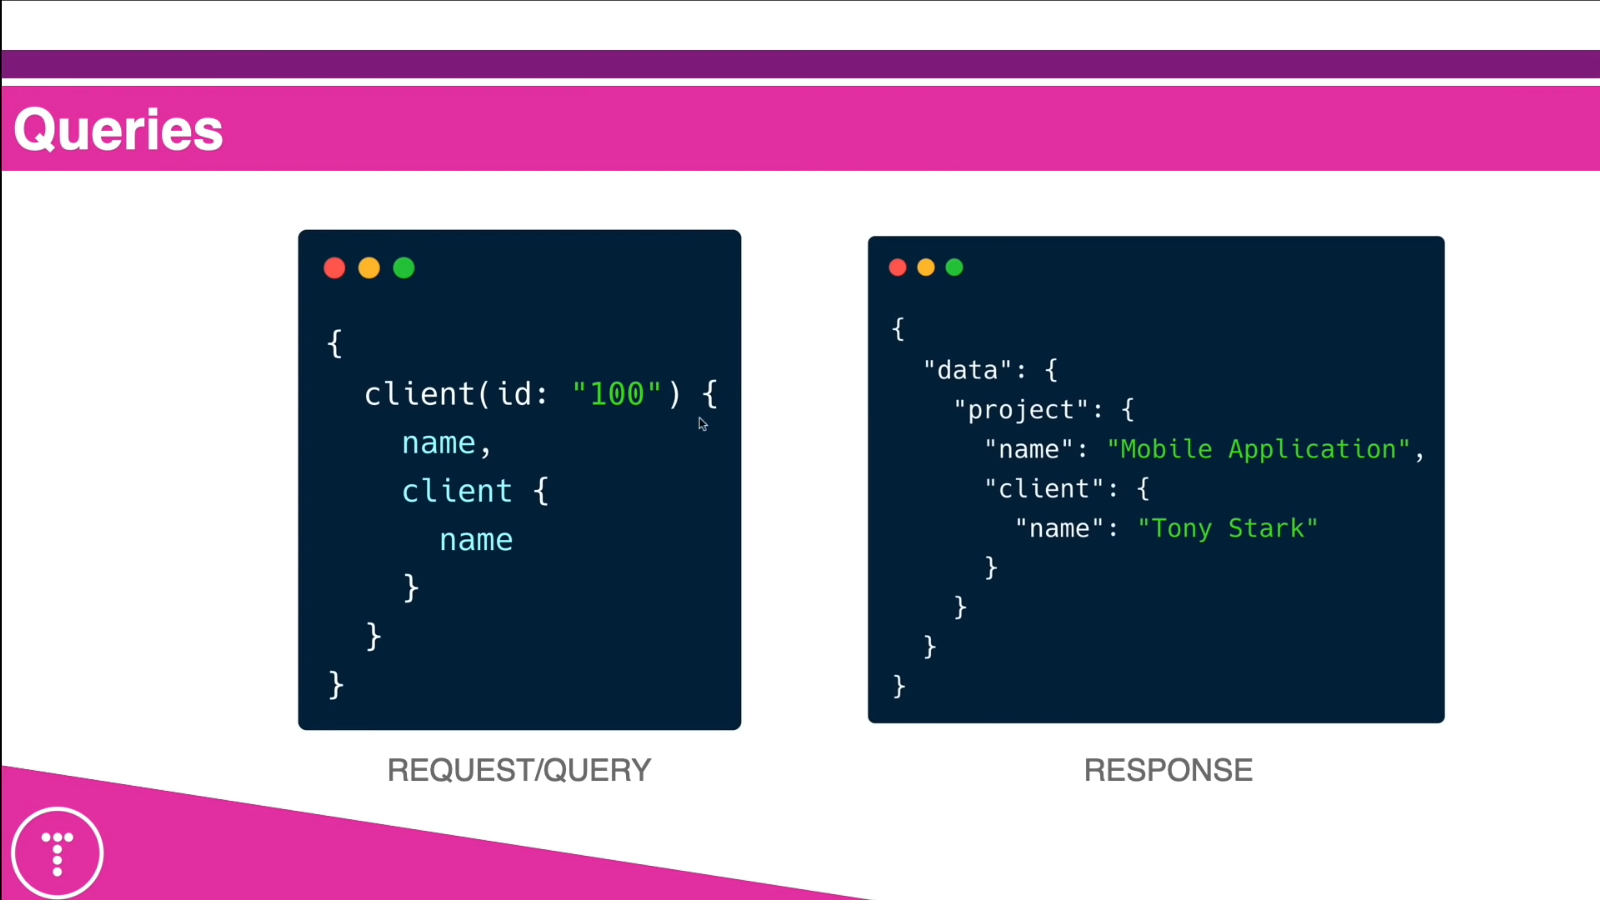 Queries
{
client(id: "100") {
name,
client {
name
}
}
}
REQUEST/QUERY
{
"data": {
"project": {
"name": "Mobile Application",
"client": {
"name": "Tony Stark"
}
}
}
}
RESPONSE
T